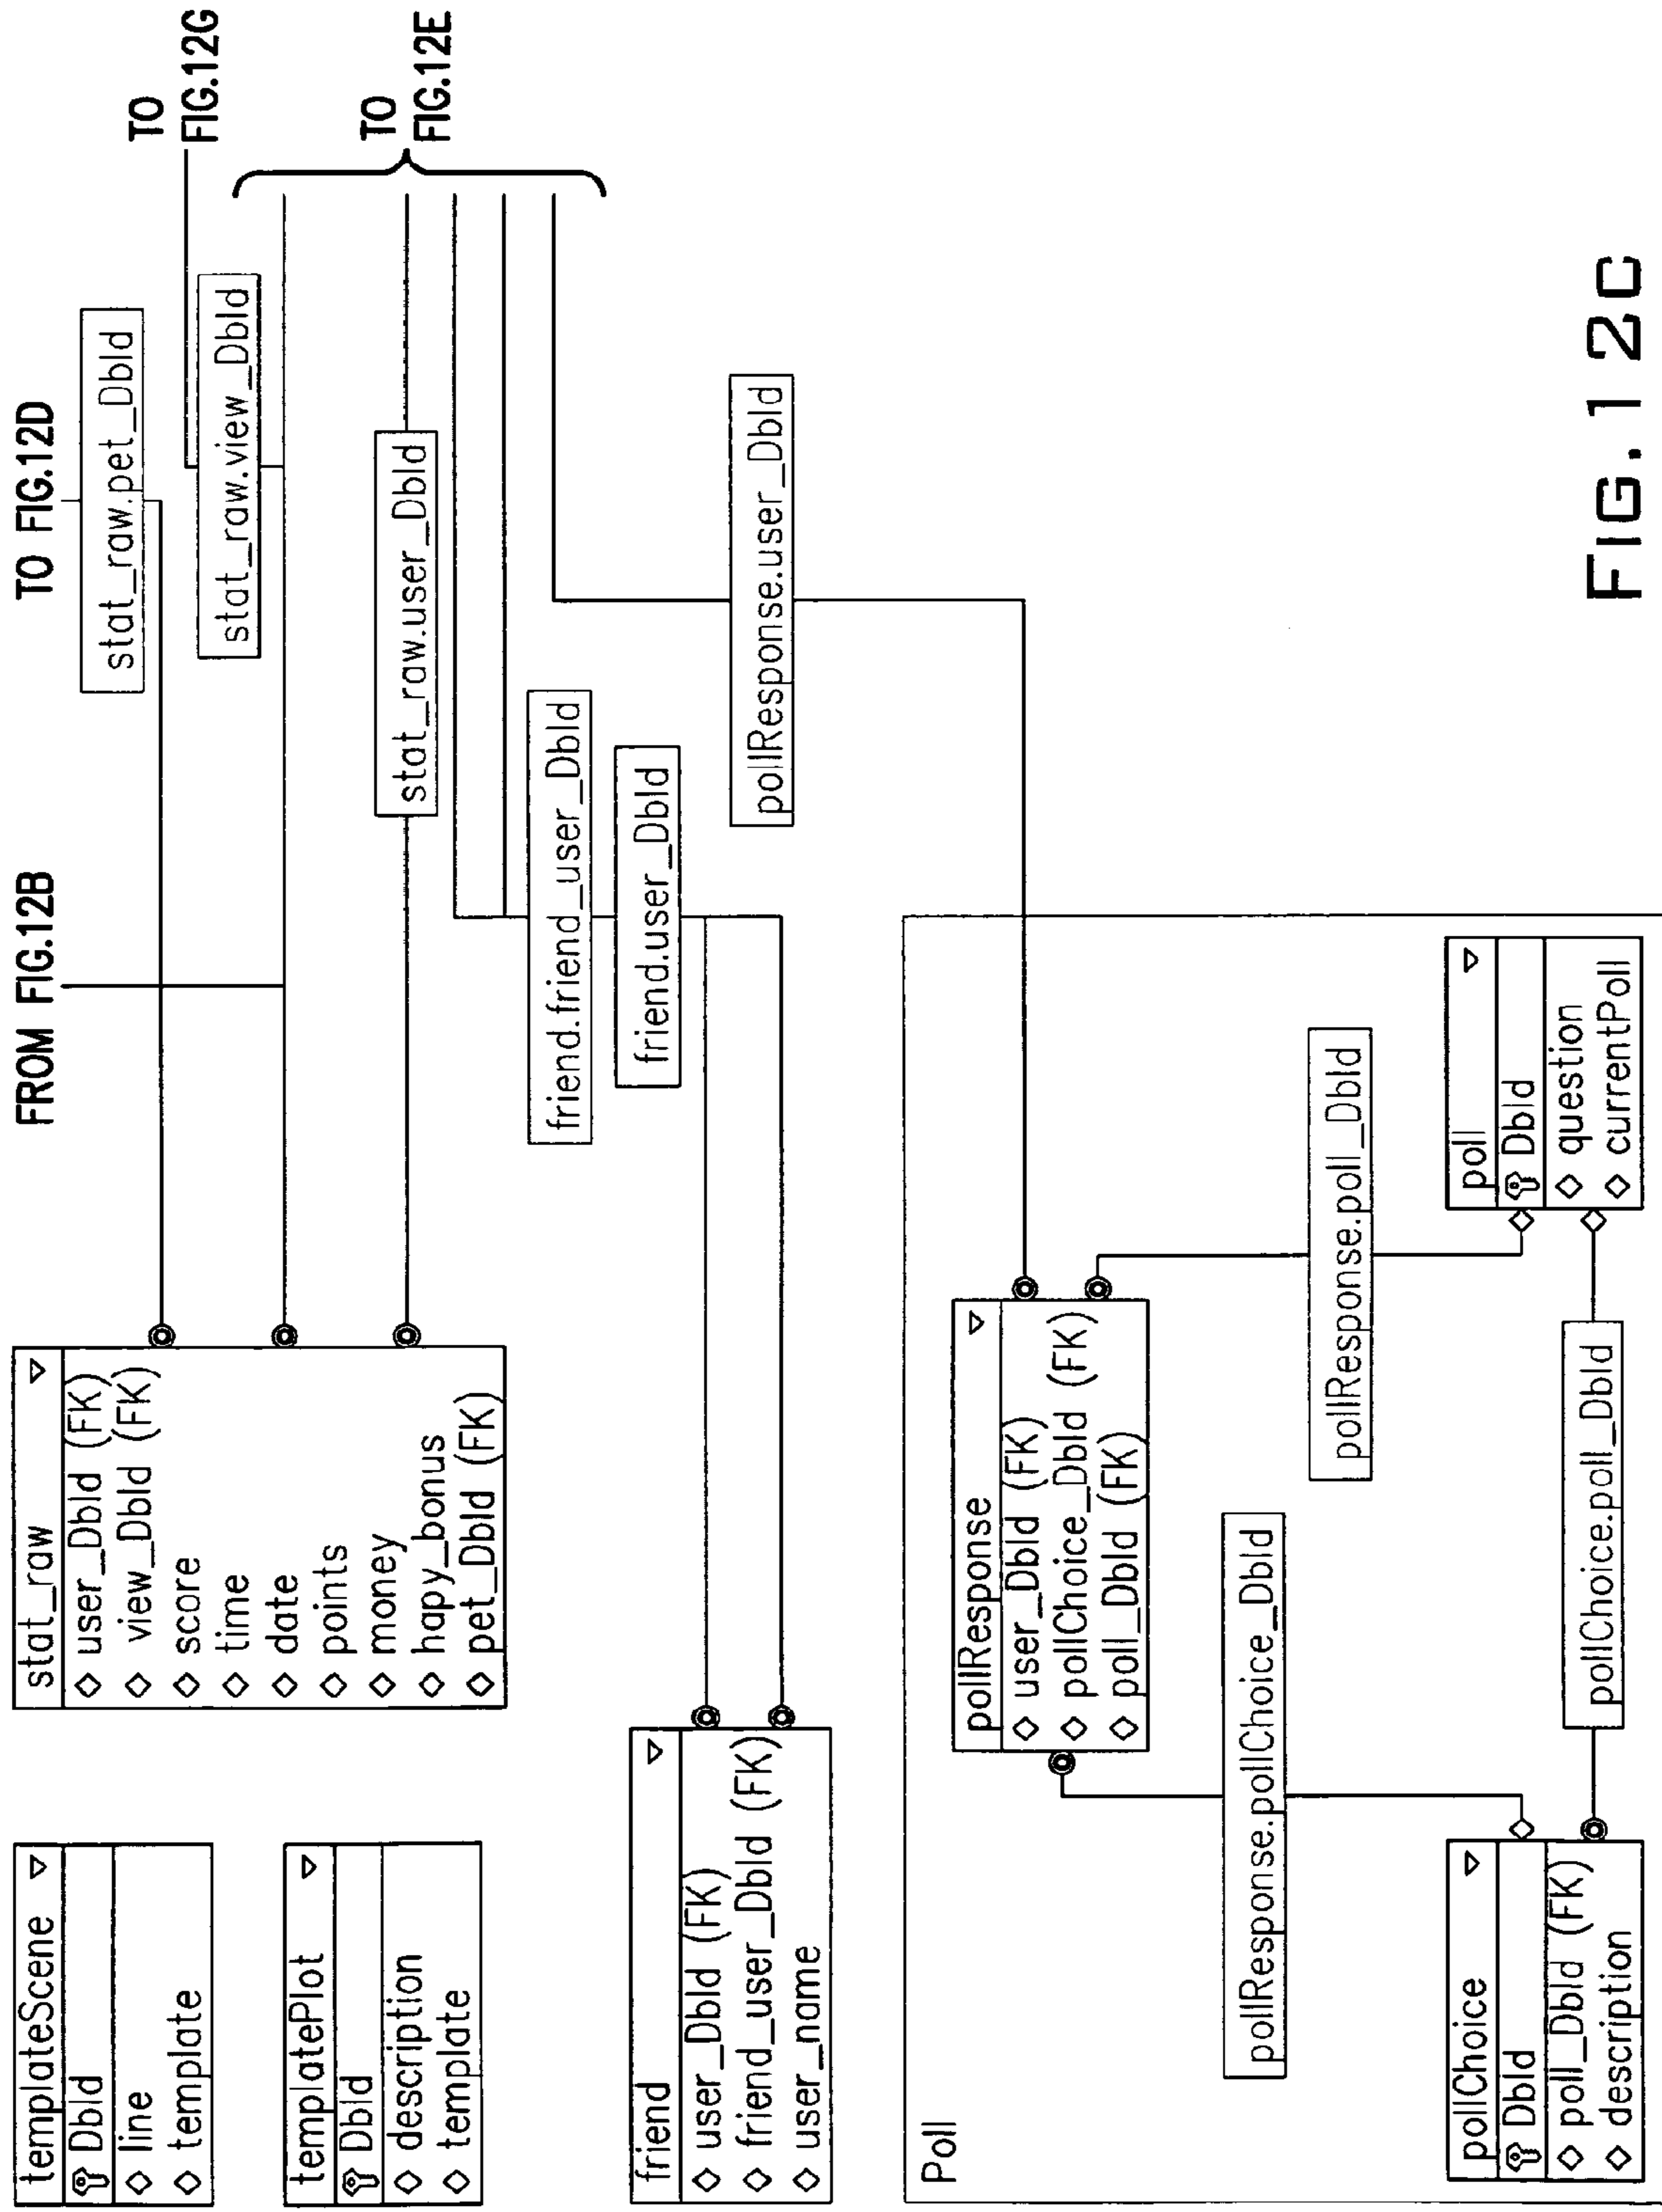 FROM FIG.12B
TO FIG.12D
TO
FIG.12G
TO
FIG.12E
templateScene
DbId
line
template
templatePlot
DbId
description
template
stat_raw
user_DbId (FK)
view_DbId (FK)
score
time
date
points
money
hapy_bonus
pet_DbId (FK)
stat_raw.pet_DbId
stat_raw.view_DbId
stat_raw.user_DbId
friend.friend_user_DbId
friend.user_DbId
pollResponse.user_DbId
friend
user_DbId (FK)
friend_user_DbId (FK)
user_name
Poll
pollResponse
user_DbId (FK)
pollChoice_DbId (FK)
poll_DbId (FK)
pollResponse.pollChoice_DbId
pollResponse.poll_DbId
pollChoice
DbId
poll_DbId (FK)
description
pollChoice.poll_DbId
poll
DbId
question
currentPoll
FIG. 12C